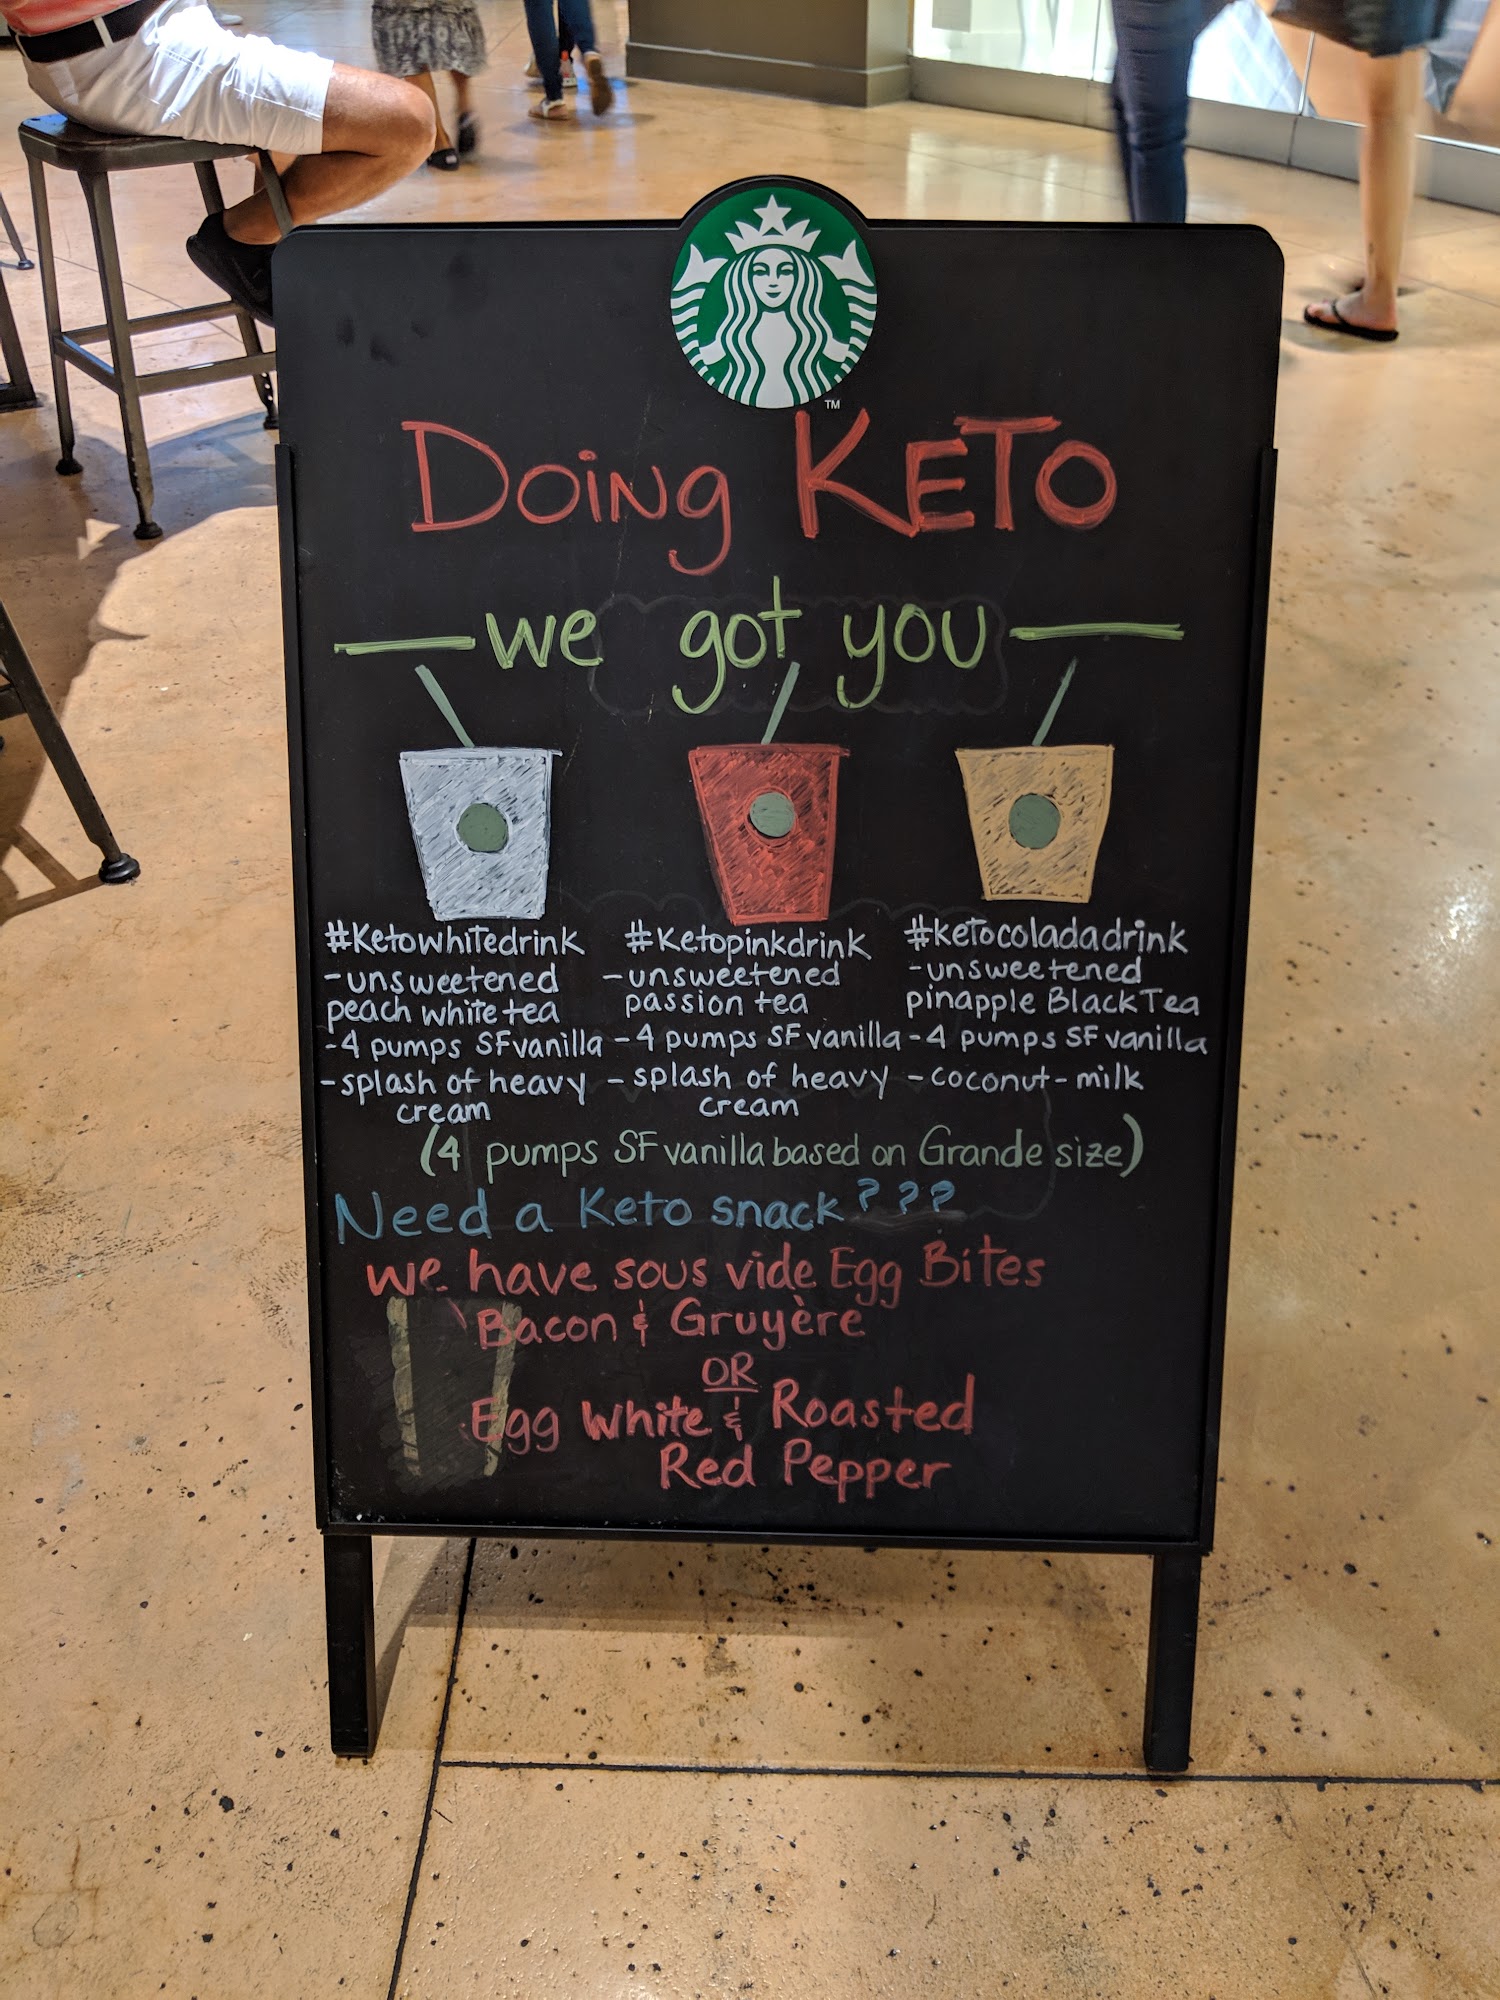 TM
Doing KETO
we got you
#Ketowhitedrink
-unsweetened
peach white tea
-4 pumps SF vanilla
-splash of heavy
cream
#Ketopinkdrink
-unsweetened
passion tea
-4 pumps SF vanilla
-splash of heavy
cream
#ketocoladadrink
-unsweetened
pinapple Black Tea
-4 pumps SF vanilla
-coconut-milk
(4 pumps SF vanilla based on Grande size)
Need a Keto snack???
we have sous vide Egg Bites
Bacon & Gruyère
OR
Egg White & Roasted
Red Pepper